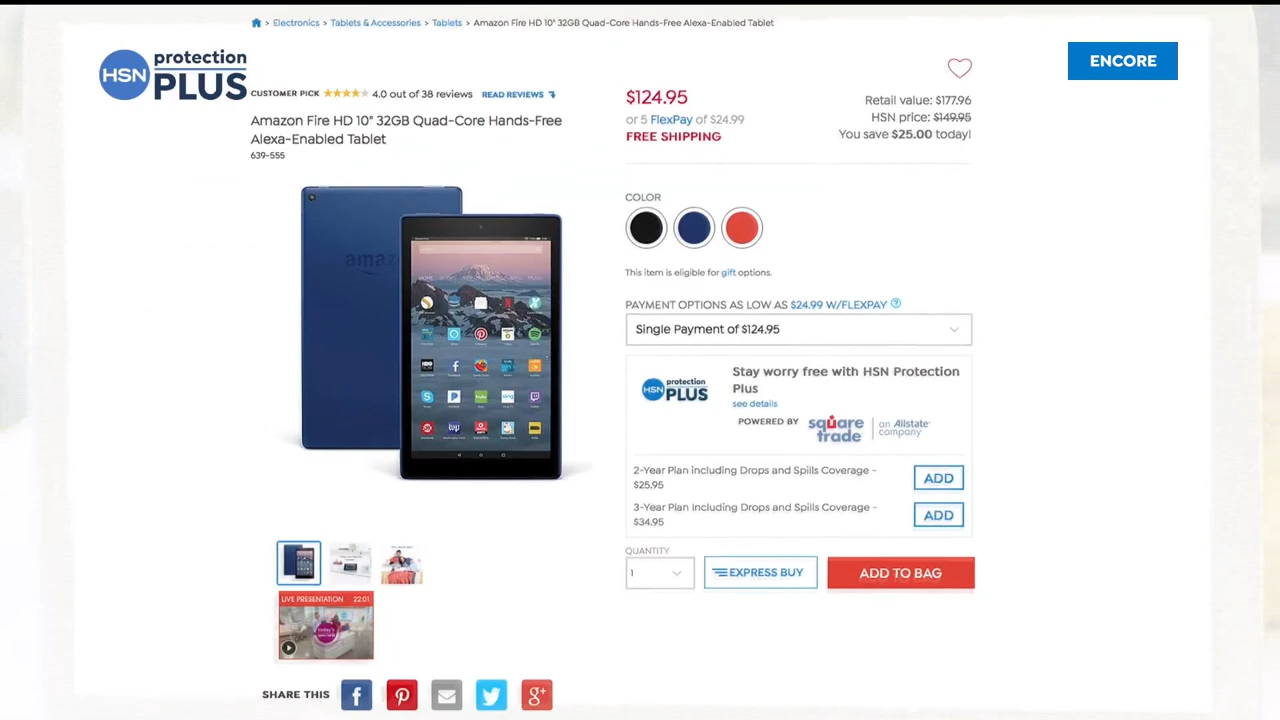 > Electronics > Tablets & Accessories > Tablets > Amazon Fire HD 10" 32GB Quad-Core Hands-Free Alexa-Enabled Tablet
HSN protection PLUS
ENCORE
CUSTOMER PICK 4.0 out of 38 reviews READ REVIEWS
Amazon Fire HD 10" 32GB Quad-Core Hands-Free
Alexa-Enabled Tablet
639-555
$124.95
or 5 FlexPay of $24.99
FREE SHIPPING
Retail value: $177.96
HSN price: $149.95
You save $25.00 today!
COLOR
This item is eligible for gift options.
PAYMENT OPTIONS AS LOW AS $24.99 W/FLEXPAY ?
Single Payment of $124.95
HSN protection PLUS
Stay worry free with HSN Protection
Plus
see details
POWERED BY
square
trade
an Allstate
company
2-Year Plan including Drops and Spills Coverage -
$25.95
ADD
3-Year Plan Including Drops and Spills Coverage -
$34.95
ADD
QUANTITY
1
EXPRESS BUY
ADD TO BAG
LIVE PRESENTATION 22:01
today's
SHARE THIS